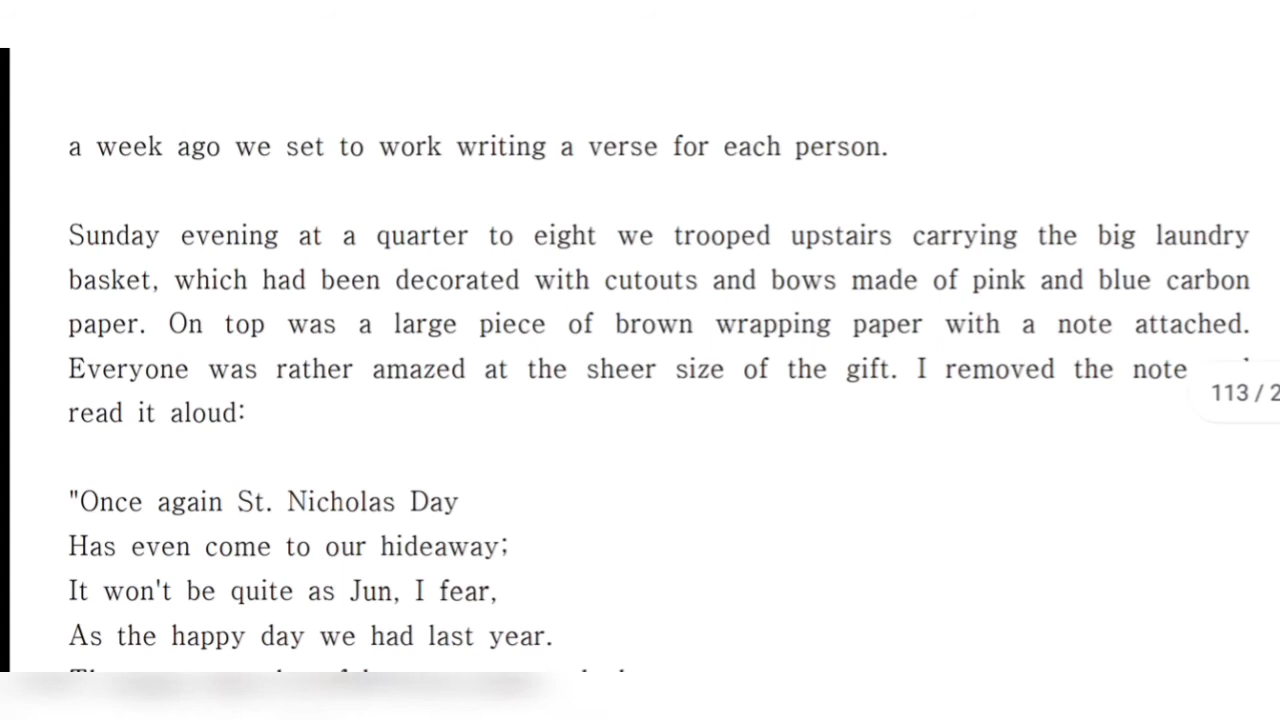 a week ago we set to work writing a verse for each person.
Sunday evening at a quarter to eight we trooped upstairs carrying the big laundry
basket, which had been decorated with cutouts and bows made of pink and blue carbon
paper. On top was a large piece of brown wrapping paper with a note attached.
Everyone was rather amazed at the sheer size of the gift. I removed the note
113 / 2
read it aloud:
"Once again St. Nicholas Day
Has even come to our hideaway;
It won't be quite as Jun, I fear,
As the happy day we had last year.